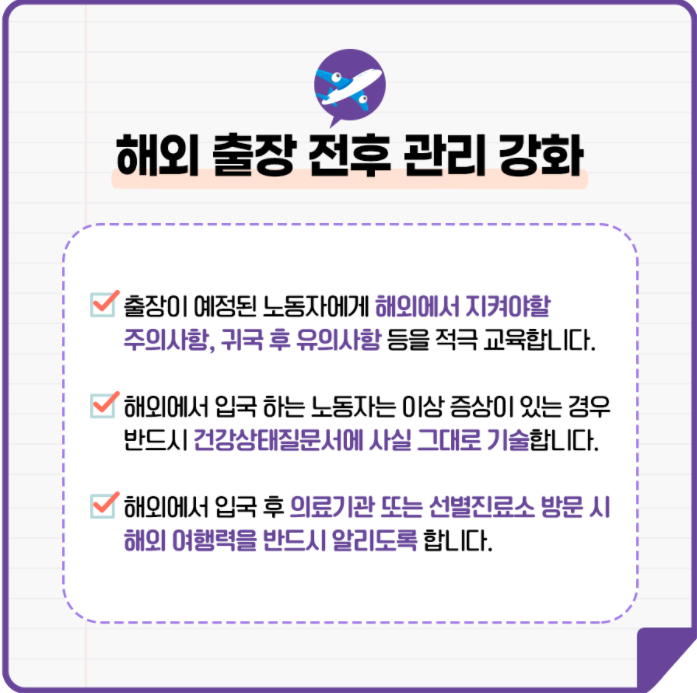 해외 출장 전후 관리 강화
출장이 예정된 노동자에게 해외에서 지켜야할
주의사항, 귀국 후 유의사항 등을 적극 교육합니다.
해외에서 입국 하는 노동자는 이상 증상이 있는 경우
반드시 건강상태질문서에 사실 그대로 기술합니다.
해외에서 입국 후 의료기관 또는 선별진료소 방문 시
해외 여행력을 반드시 알리도록 합니다.